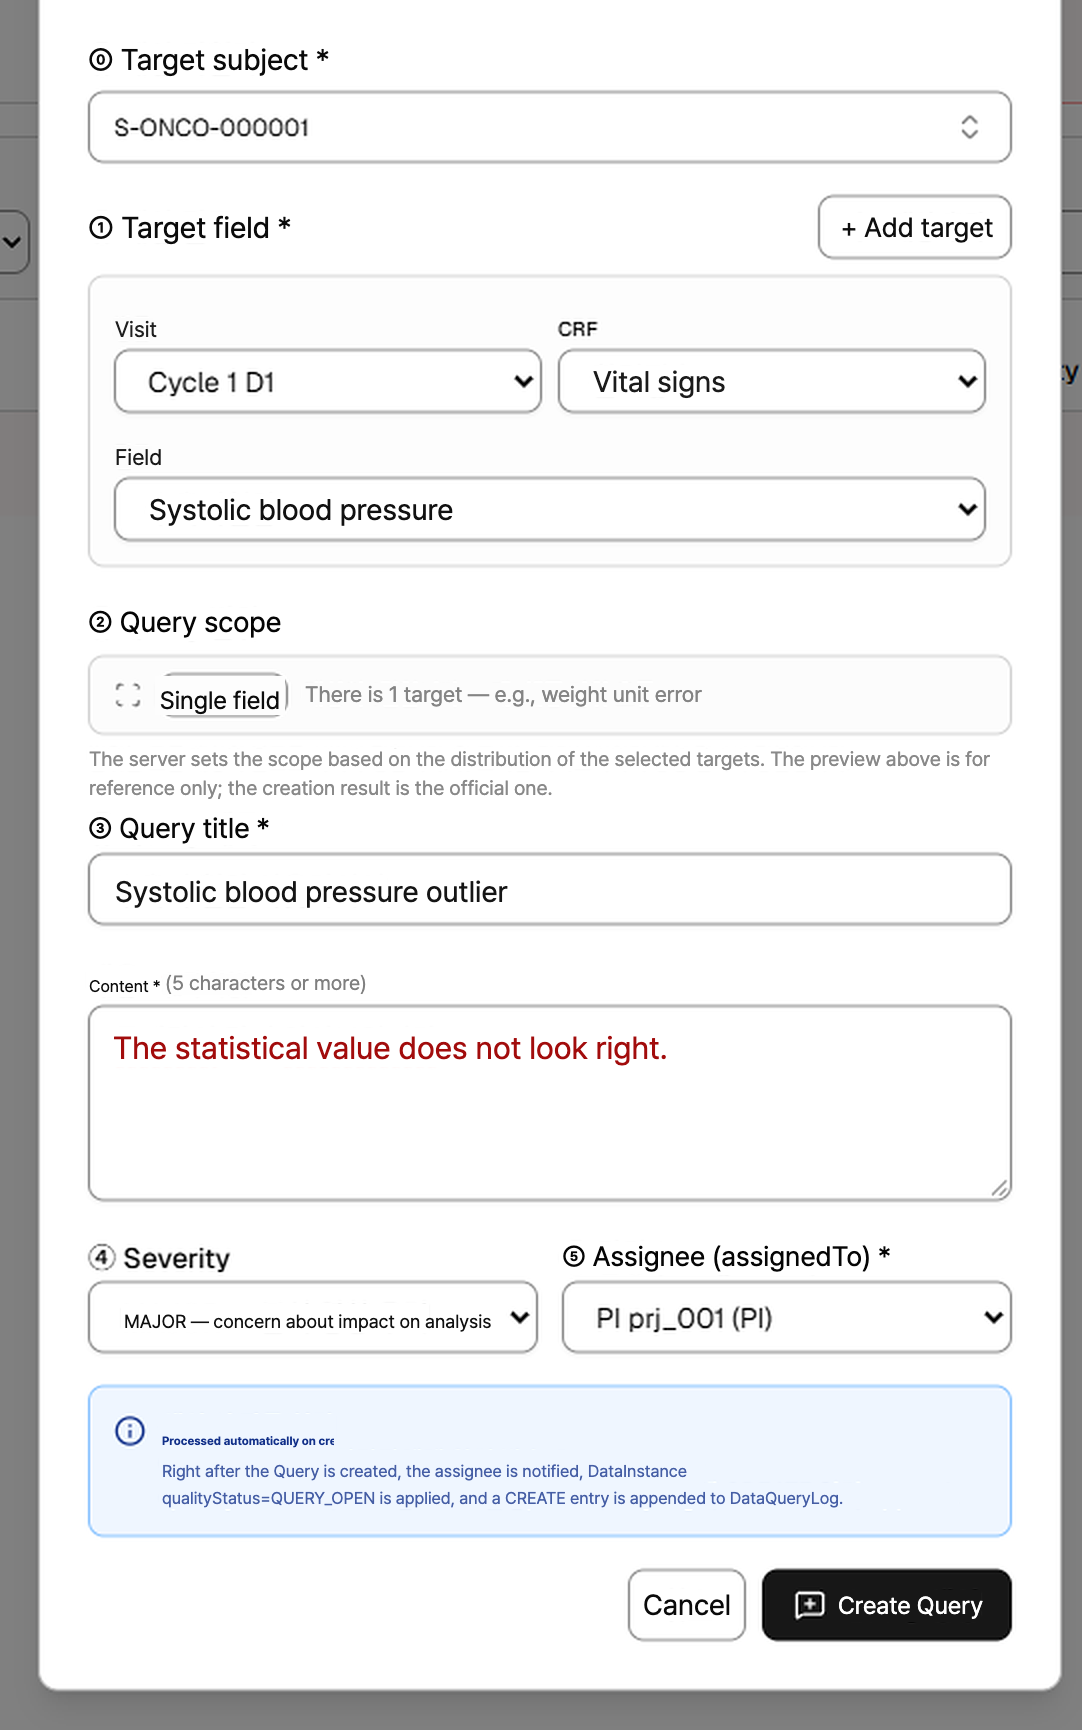 ⓪ Target subject *
S-ONCO-000001
① Target field *
+ Add target
Visit
CRF
Cycle 1 D1
Vital signs
Field
Systolic blood pressure
② Query scope
Single field There is 1 target — e.g., weight unit error
The server sets the scope based on the distribution of the selected targets. The preview above is for
reference only; the creation result is the official one.
③ Query title *
Systolic blood pressure outlier
Content * (5 characters or more)
The statistical value does not look right.
④ Severity
⑤ Assignee (assignedTo) *
MAJOR — concern about impact on analysis
PI prj_001 (PI)
Processed automatically on
Right after the Query is created, the assignee is notified, DataInstance
qualityStatus=QUERY_OPEN is applied, and a CREATE entry is appended to DataQueryLog.
Cancel
Create Query